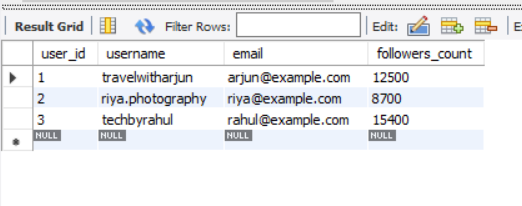 Result Grid Filter Rows: Edit:
user_id username email followers_count
1 travelwitharjun arjun@example.com 12500
2 riya.photography riya@example.com 8700
3 techbyrahul rahul@example.com 15400
NULL NULL NULL NULL